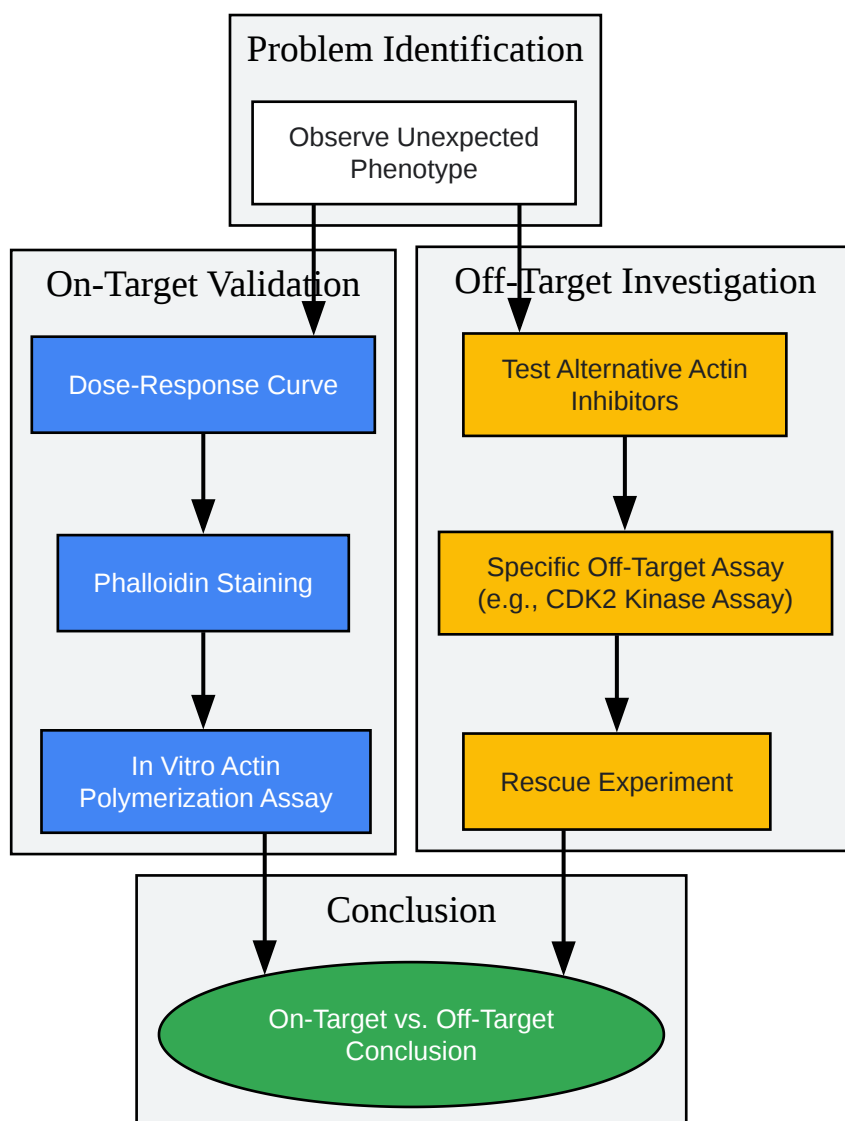 Problem Identification
Observe Unexpected
Phenotype
On-Target Validation
Dose-Response Curve
Phalloidin Staining
In Vitro Actin
Polymerization Assay
Off-Target Investigation
Test Alternative Actin
Inhibitors
Specific Off-Target Assay
(e.g., CDK2 Kinase Assay)
Rescue Experiment
Conclusion
On-Target vs. Off-Target
Conclusion